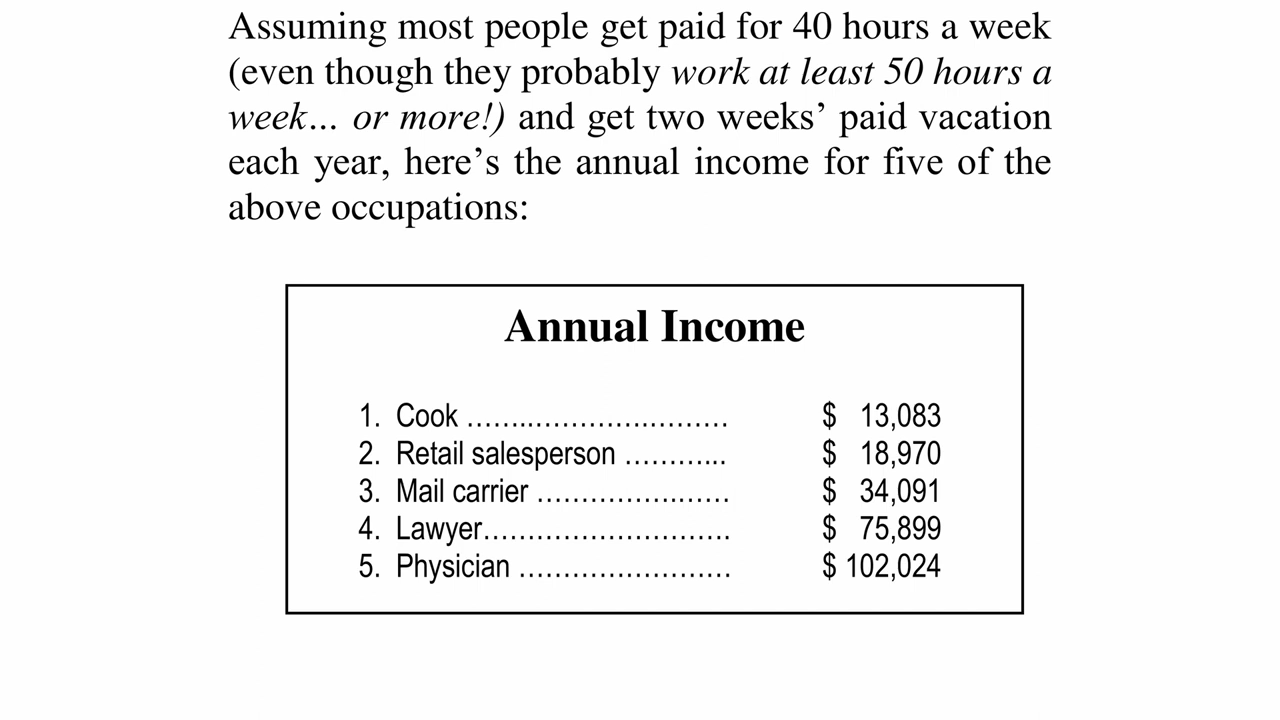 Assuming most people get paid for 40 hours a week
(even though they probably work at least 50 hours a
week... or more!) and get two weeks’ paid vacation
each year, here’s the annual income for five of the
above occupations:
Annual Income
1. Cook ……..……………………… $ 13,083
2. Retail salesperson ………... $ 18,970
3. Mail carrier ……………..…… $ 34,091
4. Lawyer………………………. $ 75,899
5. Physician …………………… $ 102,024